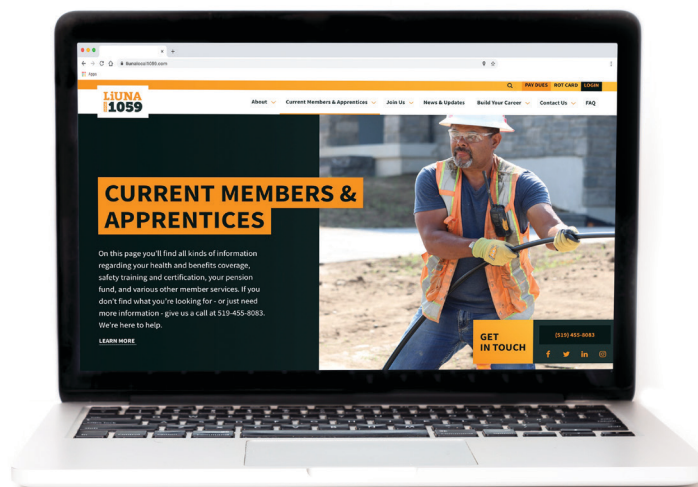 liunalocal1059.com
PAY DUES ROT CARD LOGIN
LiUNA
1059
About Current Members & Apprentices Join Us News & Updates Build Your Career Contact Us FAQ
CURRENT MEMBERS &
APPRENTICES
On this page you'll find all kinds of information
regarding your health and benefits coverage,
safety training and certification, your pension
fund, and various other member services. If you
don't find what you're looking for - or just need
more information - give us a call at 519-455-8083.
We're here to help.
LEARN MORE
GET
IN TOUCH
(519) 455-8083